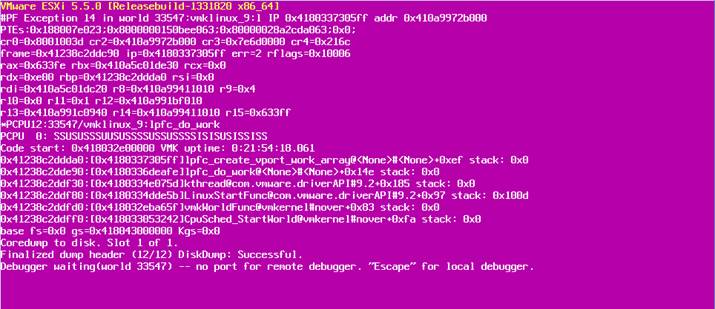 VMware ESXi 5.5.0 [Releasebuild-1331820 x86_64]
#PF Exception 14 in world 33547:vmklinux_9:l IP 0x4180337305ff addr 0x410a9972b000
PTEs:0x188007e023;0x8000000150bee063;0x80000028a2cda063;0x0;
cr0=0x8001003d cr2=0x410a9972b000 cr3=0x7e6d0000 cr4=0x216c
frame=0x41238c2ddc90 ip=0x4180337305ff err=2 rflags=0x10006
rax=0x633fe rbx=0x410a5c01de30 rcx=0x0
rdx=0xe00 rbp=0x41238c2ddda0 rsi=0x0
rdi=0x410a5c01dc20 r8=0x410a99411010 r9=0x4
r10=0x0 r11=0x1 r12=0x410a991bf010
r13=0x410a991c0940 r14=0x410a99411010 r15=0x633ff
*PCPU12:33547/vmklinux_9:lpfc_do_work
PCPU  0: SSUSUSSSUUSUSSSSUSSUSSSSISISUSISSISS
Code start: 0x418032e00000 VMK uptime: 0:21:54:18.061
0x41238c2ddda0:[0x4180337305ff]lpfc_create_vport_work_array@<None>#<None>+0xef stack: 0x0
0x41238c2dde90:[0x4180336deafe]lpfc_do_work@<None>#<None>+0x14e stack: 0x0
0x41238c2ddf30:[0x4180334e075d]kthread@com.vmware.driverAPI#9.2+0x185 stack: 0x0
0x41238c2ddf80:[0x4180334dde5b]LinuxStartFunc@com.vmware.driverAPI#9.2+0x97 stack: 0x100d
0x41238c2ddfd0:[0x418032eba65f]vmkWorldFunc@vmkernel#nover+0x83 stack: 0x0
0x41238c2ddff0:[0x418033053242]CpuSched_StartWorld@vmkernel#nover+0xfa stack: 0x0
base fs=0x0 gs=0x418043000000 Kgs=0x0
Coredump to disk. Slot 1 of 1.
Finalized dump header (12/12) DiskDump: Successful.
Debugger waiting(world 33547) -- no port for remote debugger. "Escape" for local debugger.